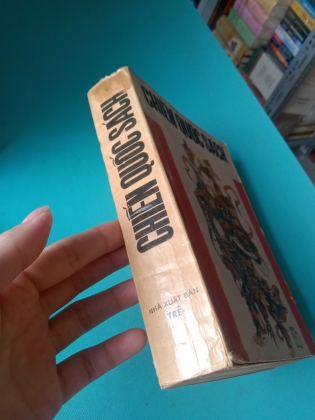 CHIẾN QUỐC SÁCH
NHÀ XUẤT BẢN
TRẺ
CHIẾN QUỐC SÁCH